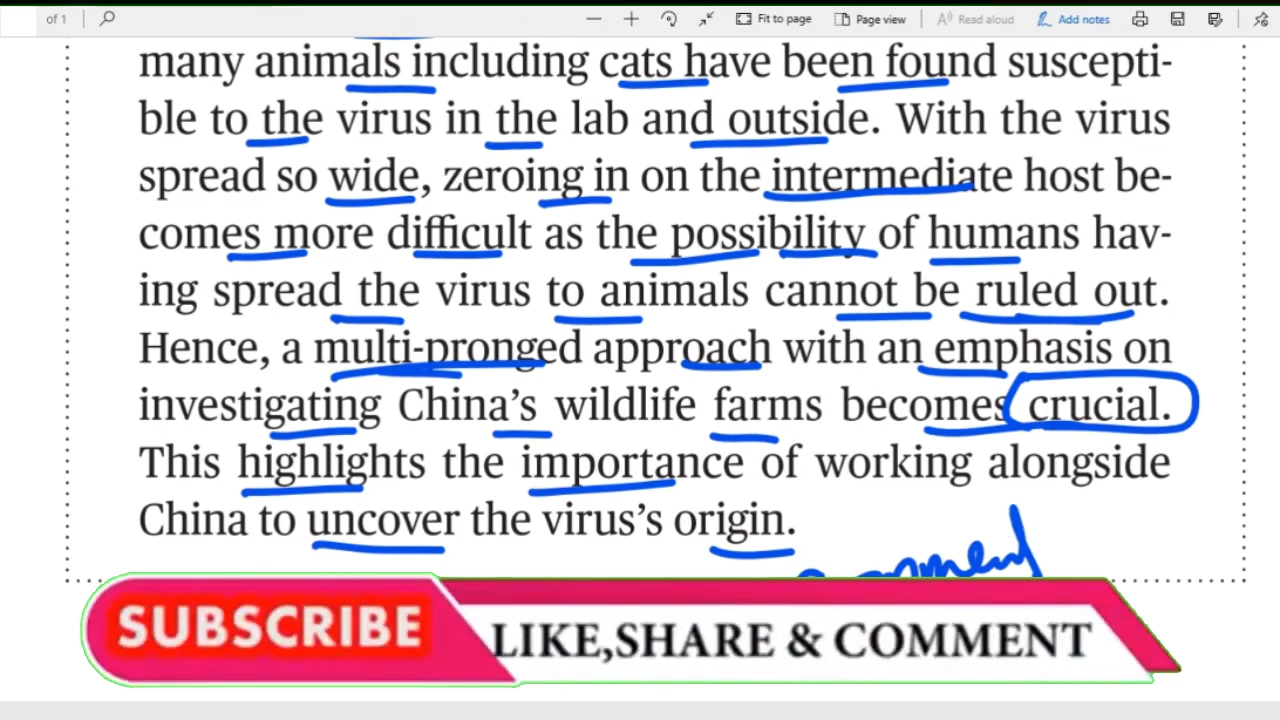 of 1 Fit to page Page view Read aloud Add notes
many animals including cats have been found suscepti-
ble to the virus in the lab and outside. With the virus
spread so wide, zeroing in on the intermediate host be-
comes more difficult as the possibility of humans hav-
ing spread the virus to animals cannot be ruled out.
Hence, a multi-pronged approach with an emphasis on
investigating China’s wildlife farms becomes crucial.
This highlights the importance of working alongside
China to uncover the virus’s origin.
SUBSCRIBE LIKE,SHARE & COMMENT